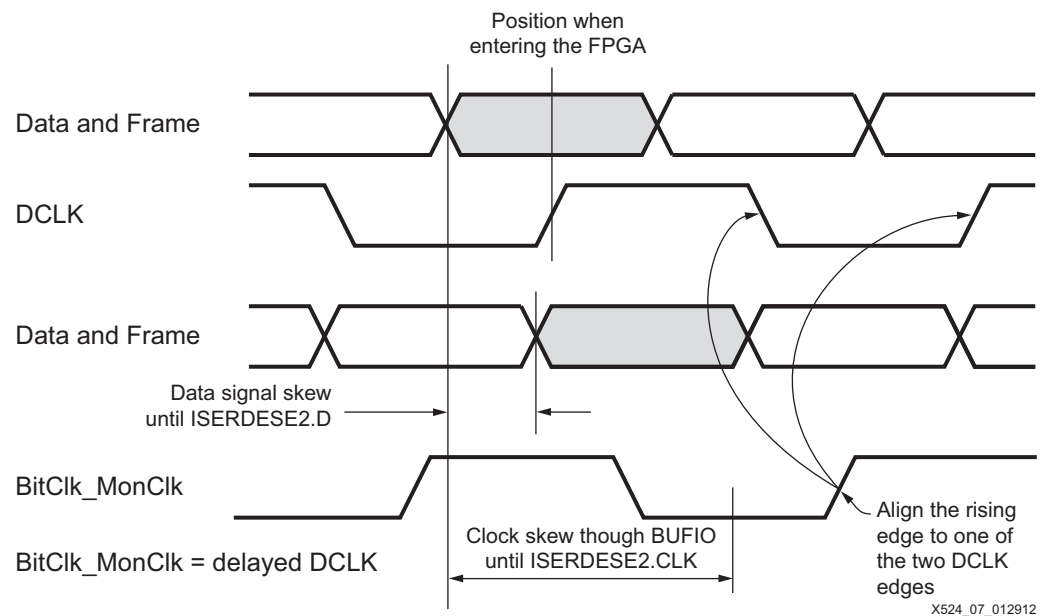 Position when
entering the FPGA
Data and Frame
DCLK
Data and Frame
Data signal skew
until ISERDESE2.D
BitClk_MonClk
Clock skew though BUFIO
until ISERDESE2.CLK
Align the rising
edge to one of
the two DCLK
edges
BitClk_MonClk = delayed DCLK
X524_07_012912